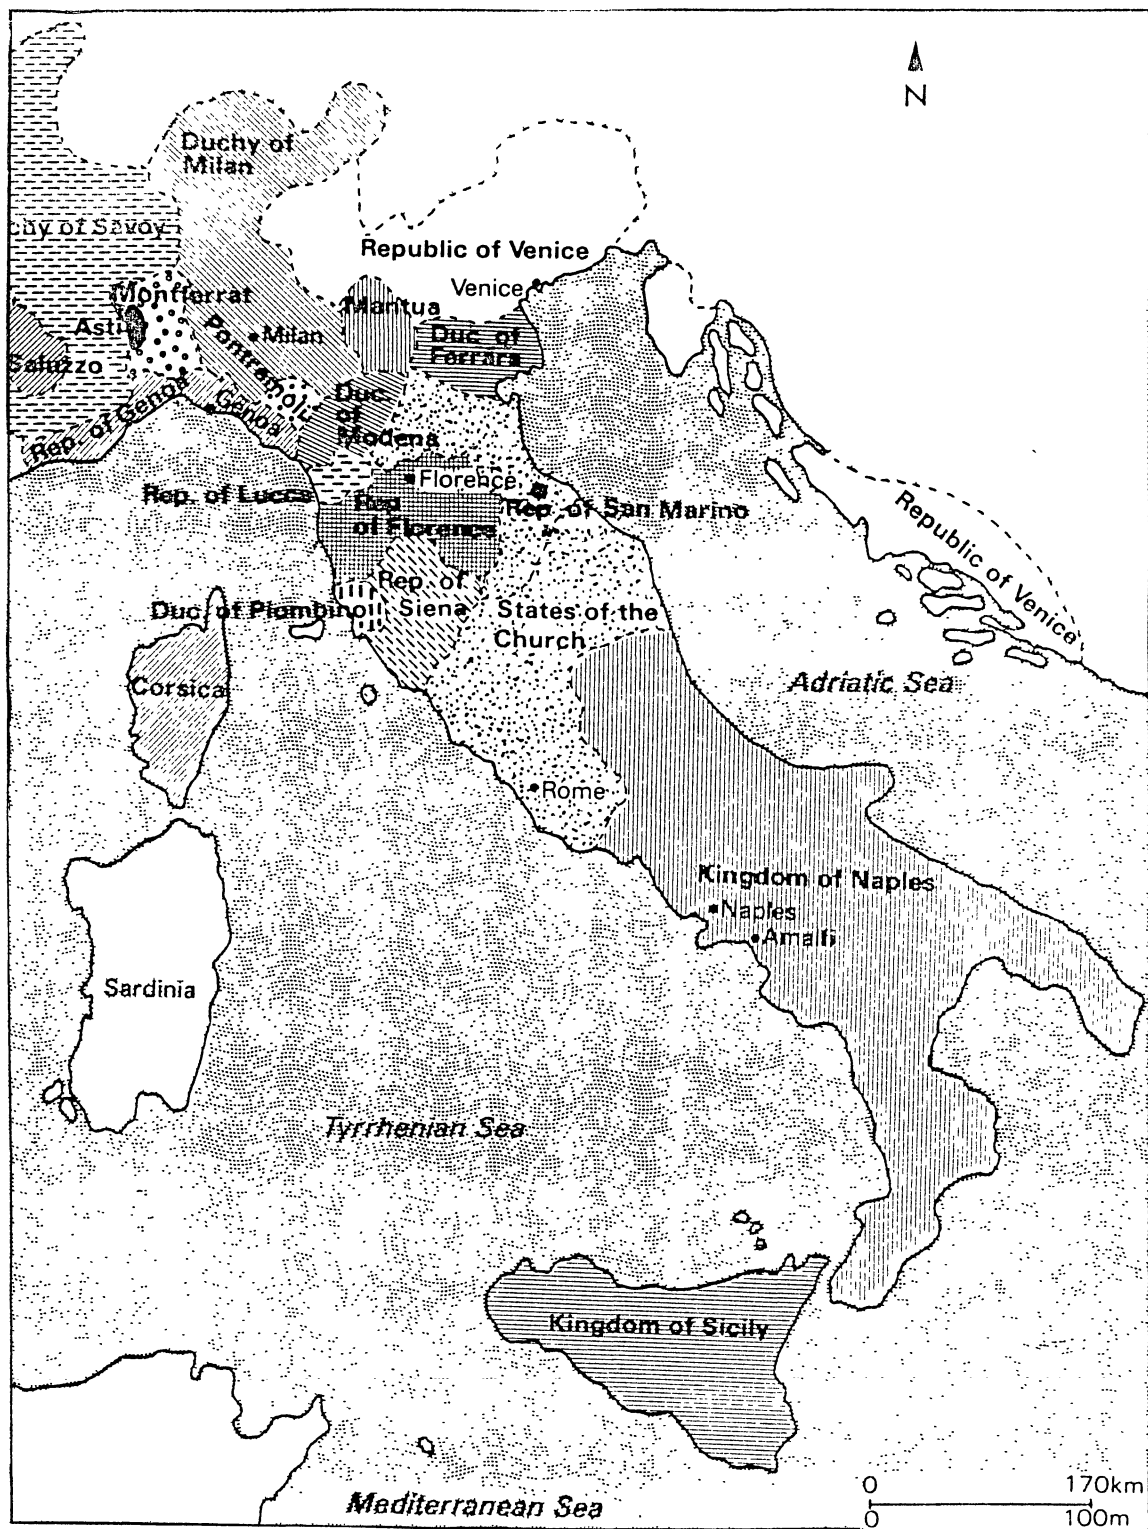 N
Duchy of
Milan
chy of Savoy
Republic of Venice
Venice
Montferrat
Mantua
Asti
Pontremoli
Milan
Duc. of
Ferrara
Saluzzo
Rep. of Genoa
Genoa
Duc.
of
Modena
Florence
Rep. of Lucca
Rep.
of Florence
Rep. of San Marino
Republic of Venice
Rep. of
Siena
Duc. of Piombino
States of the
Church
Corsica
Adriatic Sea
Rome
Kingdom of Naples
Naples
Amalfi
Sardinia
Tyrrhenian Sea
Kingdom of Sicily
Mediterranean Sea
0 170km
0 100m